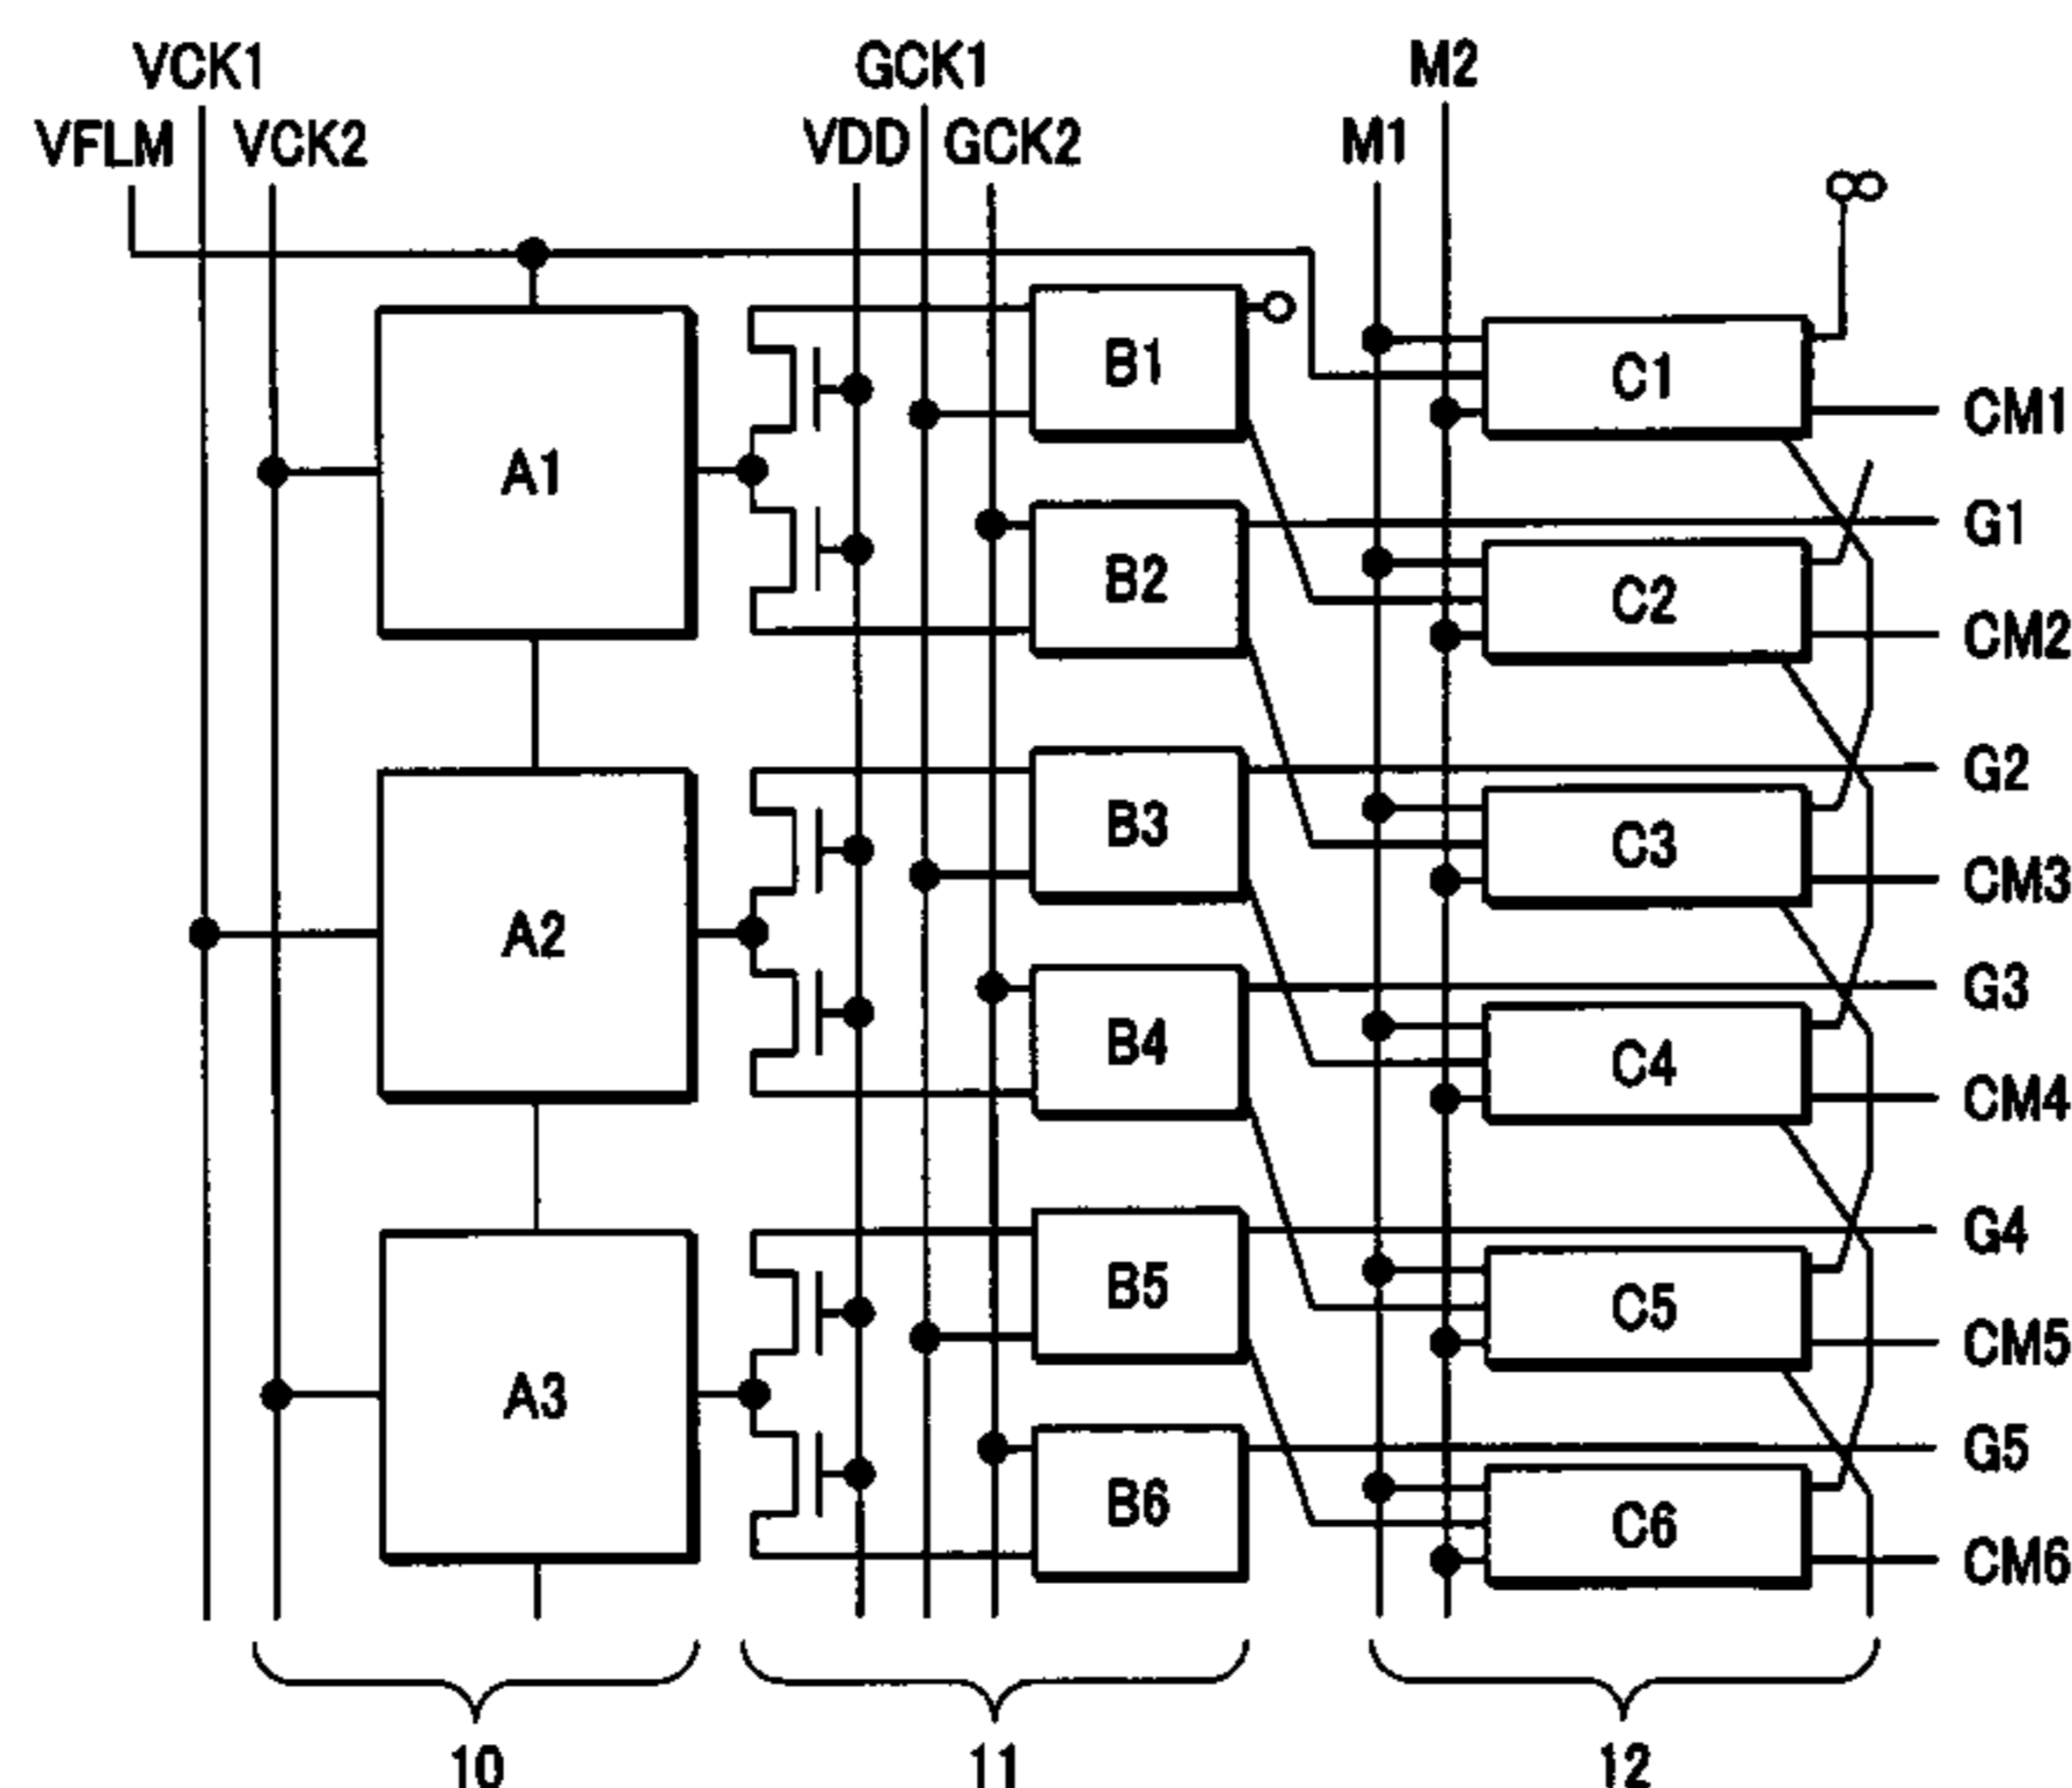 VCK1 GCK1 M2
VFLM VCK2 VDD GCK2 M1
B1
C1
CM1
A1
G1
B2
C2
CM2
G2
B3
C3
CM3
A2
G3
B4
C4
CM4
G4
B5
C5
CM5
A3
G5
B6
C6
CM6
10 11 12